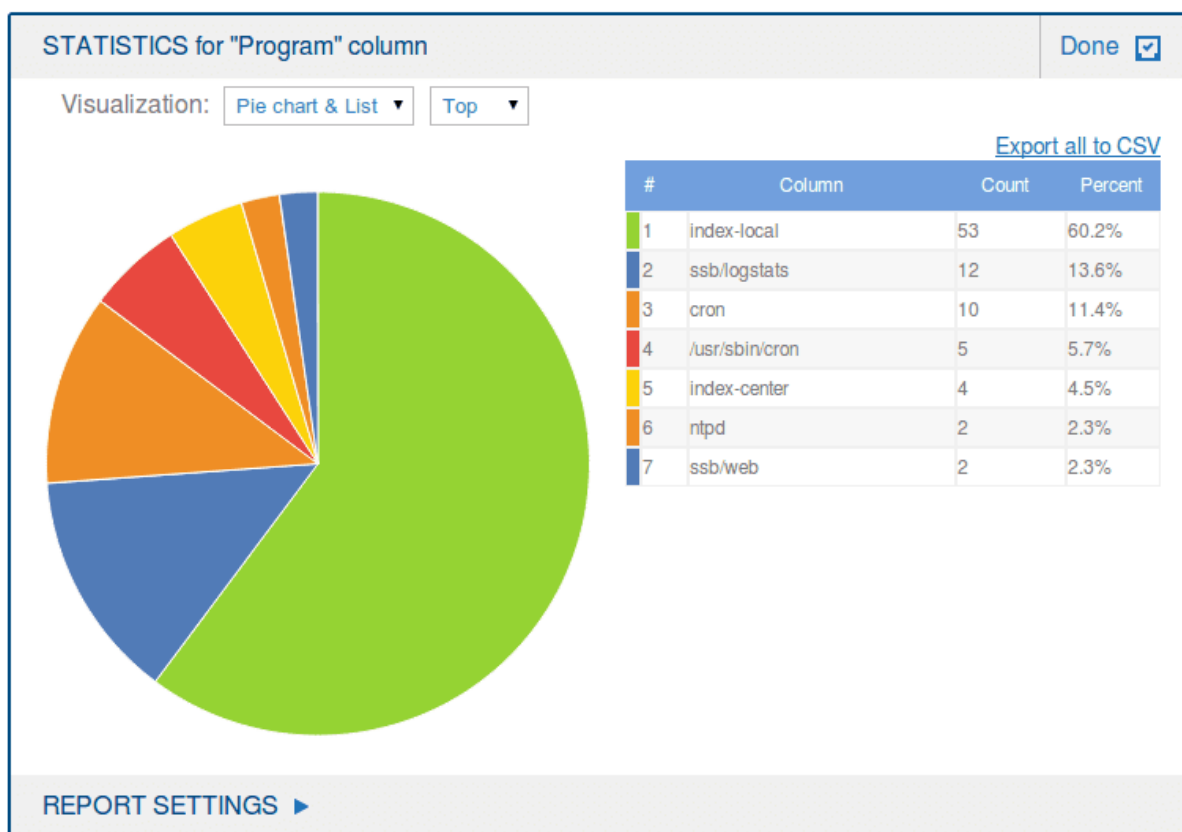 STATISTICS for "Program" column Done
Visualization: Pie chart & List Top
Export all to CSV
# Column Count Percent
1 index-local 53 60.2%
2 ssb/logstats 12 13.6%
3 cron 10 11.4%
4 /usr/sbin/cron 5 5.7%
5 index-center 4 4.5%
6 ntpd 2 2.3%
7 ssb/web 2 2.3%
REPORT SETTINGS